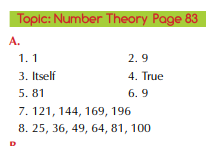 Topic: Number Theory Page 83
A.
1. 1 2. 9
3. Itself 4. True
5. 81 6. 9
7. 121, 144, 169, 196
8. 25, 36, 49, 64, 81, 100